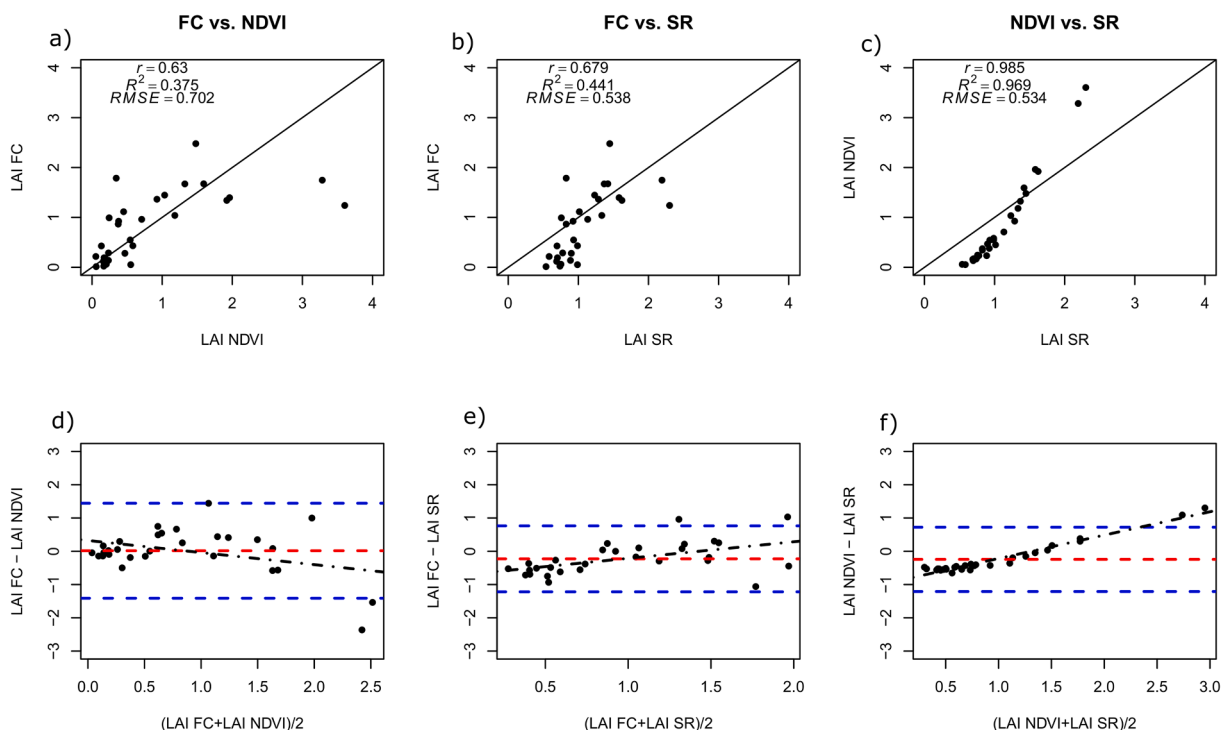 FC vs. NDVI
a)
r = 0.63
R² = 0.375
RMSE = 0.702
4
3
2
1
0
LAI FC
0 1 2 3 4
LAI NDVI
FC vs. SR
b)
r = 0.679
R² = 0.441
RMSE = 0.538
4
3
2
1
0
LAI FC
0 1 2 3 4
LAI SR
NDVI vs. SR
c)
r = 0.985
R² = 0.969
RMSE = 0.534
4
3
2
1
0
LAI NDVI
0 1 2 3 4
LAI SR
d)
3
2
1
0
−1
−2
−3
LAI FC − LAI NDVI
0.0 0.5 1.0 1.5 2.0 2.5
(LAI FC+LAI NDVI)/2
e)
3
2
1
0
−1
−2
−3
LAI FC − LAI SR
0.5 1.0 1.5 2.0
(LAI FC+LAI SR)/2
f)
3
2
1
0
−1
−2
−3
LAI NDVI − LAI SR
0.5 1.0 1.5 2.0 2.5 3.0
(LAI NDVI+LAI SR)/2